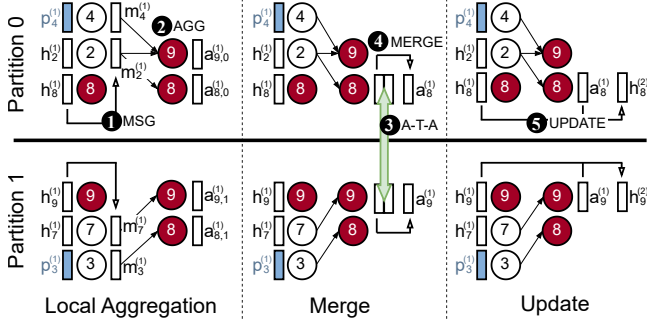 Partition 0
p₄⁽¹⁾ 4 m₄⁽¹⁾ 2 AGG
h₂⁽¹⁾ 2 m₂⁽¹⁾ 9 a₉,₀⁽¹⁾
h₈⁽¹⁾ 8 8 a₈,₀⁽¹⁾
1 MSG
p₄⁽¹⁾ 4 4 MERGE
h₂⁽¹⁾ 2 9
h₈⁽¹⁾ 8 8 a₈⁽¹⁾
3 A-T-A
p₄⁽¹⁾ 4
h₂⁽¹⁾ 2 9
h₈⁽¹⁾ 8 8 a₈⁽¹⁾ h₈⁽²⁾
5 UPDATE
Partition 1
h₉⁽¹⁾ 9 9 a₉,₁⁽¹⁾
h₇⁽¹⁾ 7 m₇⁽¹⁾ 8 a₈,₁⁽¹⁾
p₃⁽¹⁾ 3 m₃⁽¹⁾
h₉⁽¹⁾ 9 9 a₉⁽¹⁾
h₇⁽¹⁾ 7 8
p₃⁽¹⁾ 3
h₉⁽¹⁾ 9 9 a₉⁽¹⁾ h₉⁽²⁾
h₇⁽¹⁾ 7 8
p₃⁽¹⁾ 3
Local Aggregation
Merge
Update